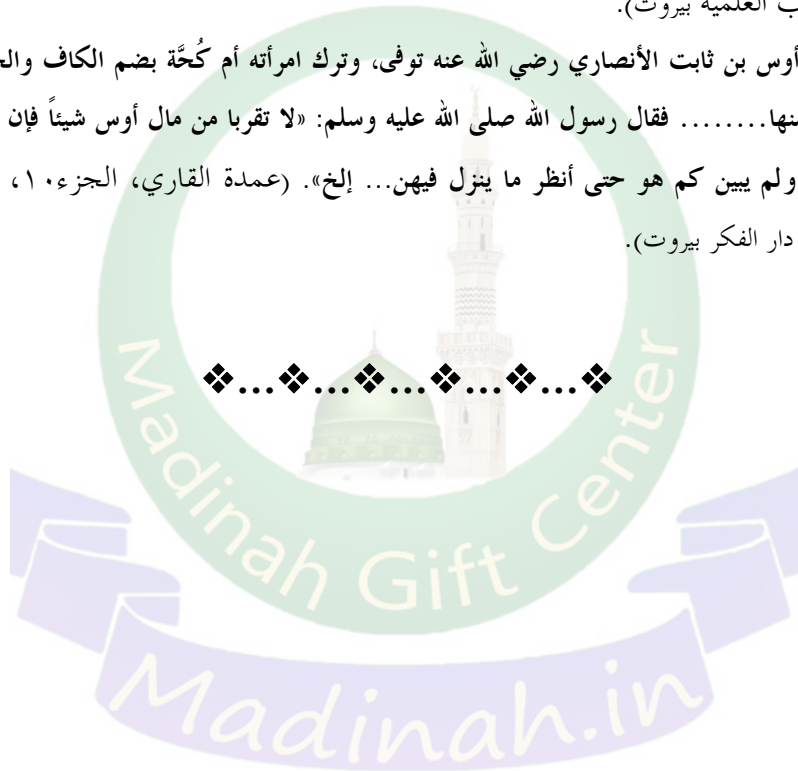 ب العلمية بيروت).
أوس بن ثابت الأنصاري رضي الله عنه توفى، وترك امرأته أم كُحَّة بضم الكاف والح
نها........ فقال رسول الله صلى الله عليه وسلم: «لا تقربا من مال أوس شيئاً فإن
ولم يبين كم هو حتى أنظر ما ينزل فيهن... إلخ». (عمدة القاري، الجزء١٠،
دار الفكر بيروت).
❖...❖...❖...❖...❖...❖
Madinah Gift Center
Madinah.in